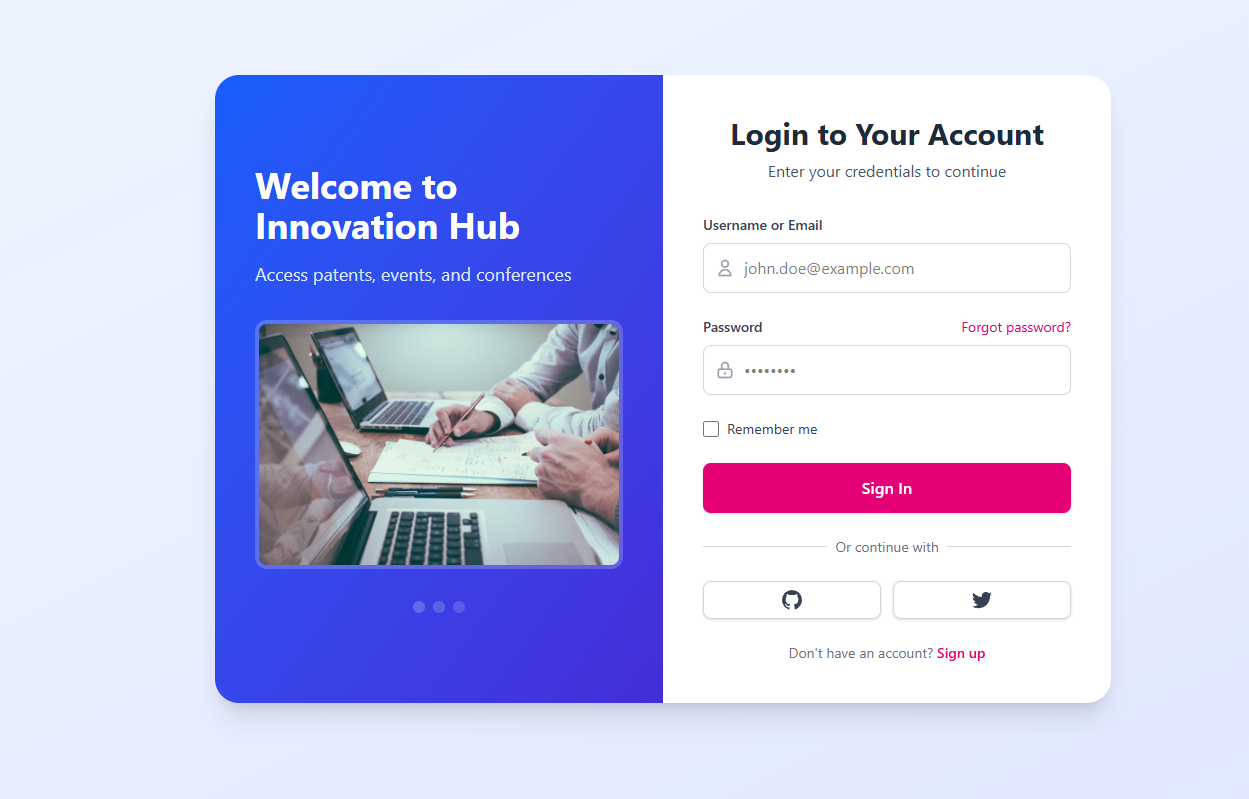 Welcome to
Innovation Hub
Access patents, events, and conferences
Login to Your Account
Enter your credentials to continue
Username or Email
john.doe@example.com
Password
Forgot password?
••••••••
Remember me
Sign In
Or continue with
Don't have an account? Sign up